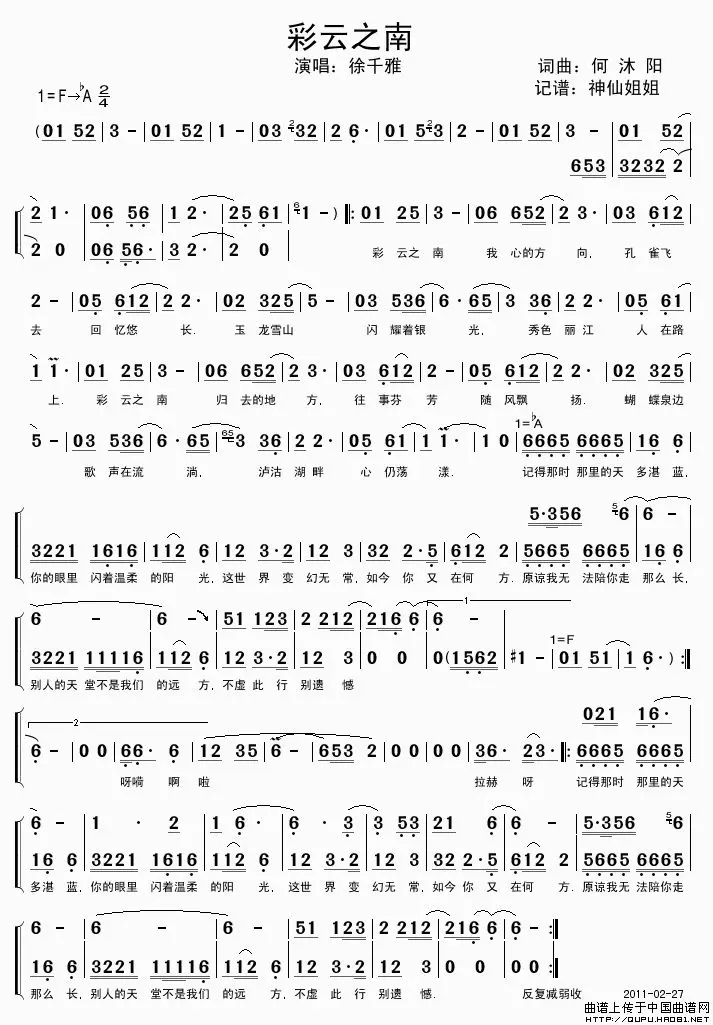 彩云之南
演唱：徐千雅
词曲：何 沐 阳
1=F→♭A 2/4
记谱：神仙姐姐
(01 52 | 3 - | 01 52 | 1 - | 03 232 | 2 6· | 01 5 23 | 2 - | 01 52 | 3 - | 01 52
653 | 3232 2
2 1· | 06 56 | 1 2· | 25 61 | 6 1 -) |: 01 25 | 3 - | 06 652 | 2 3· | 03 612
2 0 | 06 56· | 3 2· | 2 0
彩 云之 南 我 心的方 向， 孔 雀飞
2 - | 05 612 | 2 2· | 02 325 | 5 - | 03 536 | 6· 65 | 3 36· | 2 2· | 05 61
去 回 忆悠 长． 玉 龙雪山 闪 耀着银 光， 秀色 丽江 人 在路
1 1· | 01 25 | 3 - | 06 652 | 2 3· | 03 612 | 2 - | 05 612 | 2· | 02 325
上． 彩 云之 南 归 去的地 方， 往 事芬 芳 随 风飘 扬． 蝴 蝶泉边
1=♭A
5 - | 03 536 | 6· 65 | 65 3 36· | 2 2· | 05 61 | 1 1· | 1 0 | 6665 6665 | 16 6·
歌 声在流 淌， 泸沽 湖畔 心 仍荡 漾． 记得那时 那里的天 多湛 蓝，
5·356 5 6 | 6 -
3221 1616 | 112 6 | 12 3·2 | 12 3 | 32 2·5 | 612 2 | 5665 6665 | 16 6·
你的眼里 闪着温柔 的阳 光，这世 界 变 幻无 常，如今 你 又 在何 方．原谅我无 法陪你走 那么 长，
6 - | 6 - | 51 123 | 2 212 | 216 6 | 6 -
1
1=F
3221 11116 | 112 6 | 12 3·2 | 12 3 | 0 0 | 0(1562 | #1 - | 01 51 | 1 6·) :|
别人的天 堂不是我们 的远 方，不虚 此 行 别遗 憾
2
021 16·
6 - | 0 0 | 66· 6 | 12 35 | 6 - | 653 2 | 0 0 | 0 0 | 36· 23· |: 6665 6665
呀嗬 啊 啦 拉赫 呀 记得那时 那里的天
6 - | 1 · 2 | 1 6· | 6 · 3 | 3 53 | 21 6 | 6 - | 5·356 5 6
16 6· | 3221 1616 | 112 6 | 12 3·2 | 12 3 | 32 2·5 | 612 2 | 5665 6665
多湛 蓝，你的眼里 闪着温柔 的阳 光，这世 界 变 幻无 常，如今 你 又 在何 方．原谅我无 法陪你走
6 - | 6 - | 6 - | 51 123 | 2 212 | 216 6 | 6 - :|
16 6· | 3221 11116 | 112 6 | 12 3·2 | 12 3 | 0 0 | 0 0 :|
那么 长，别人的天 堂不是我们 的远 方，不虚 此 行 别遗 憾． 反复减弱收 2011-02-27
曲谱上传于中国曲谱网
http://QUPU.HAO81.NET